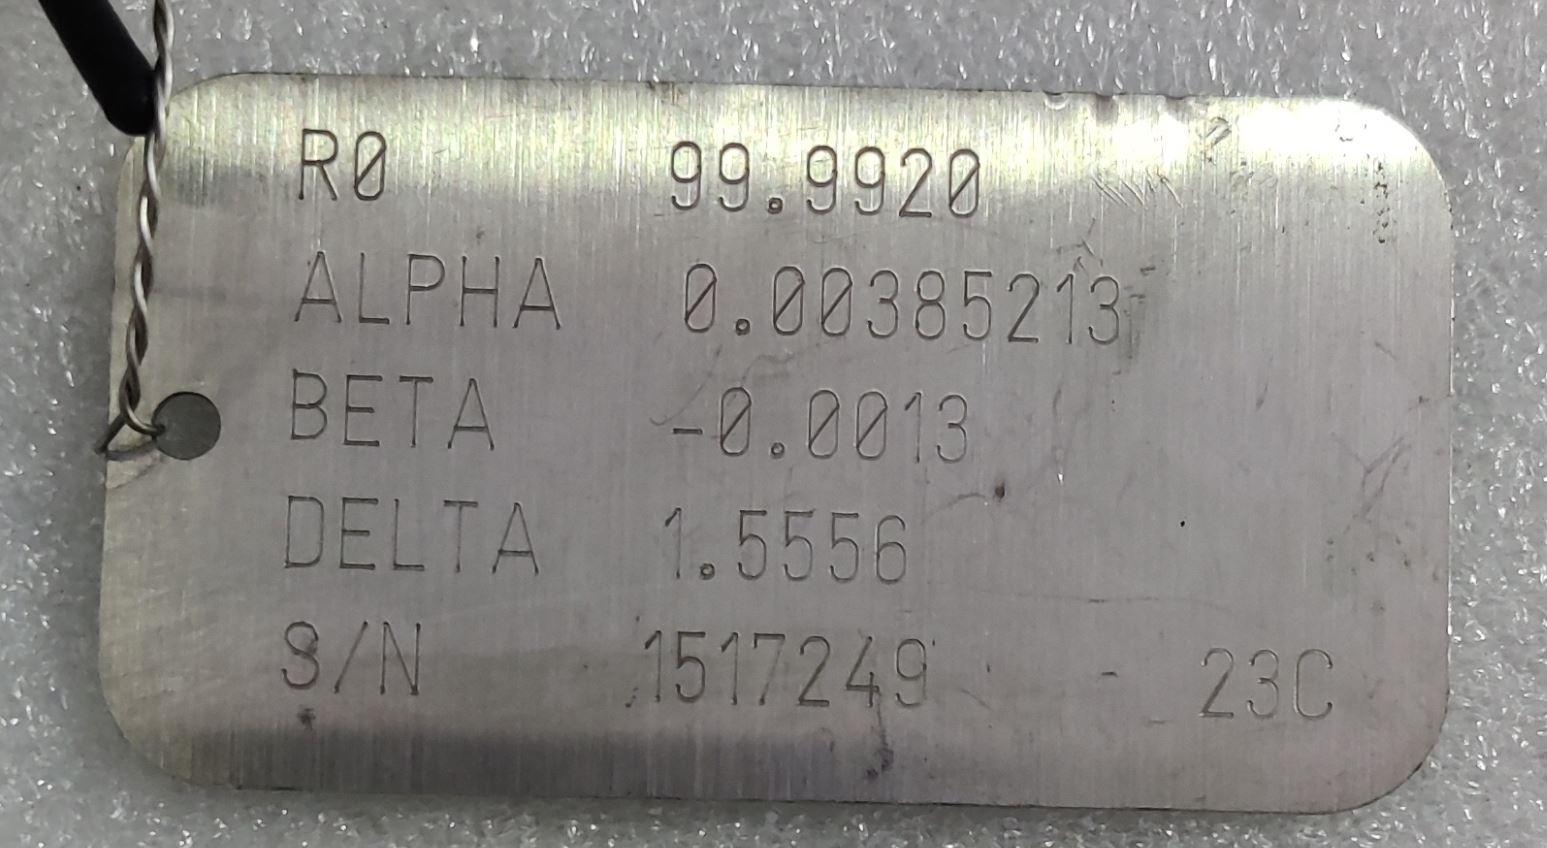 R0 99.9920
ALPHA 0.00385213
BETA -0.0013
DELTA 1.5556
S/N 1517249 23C